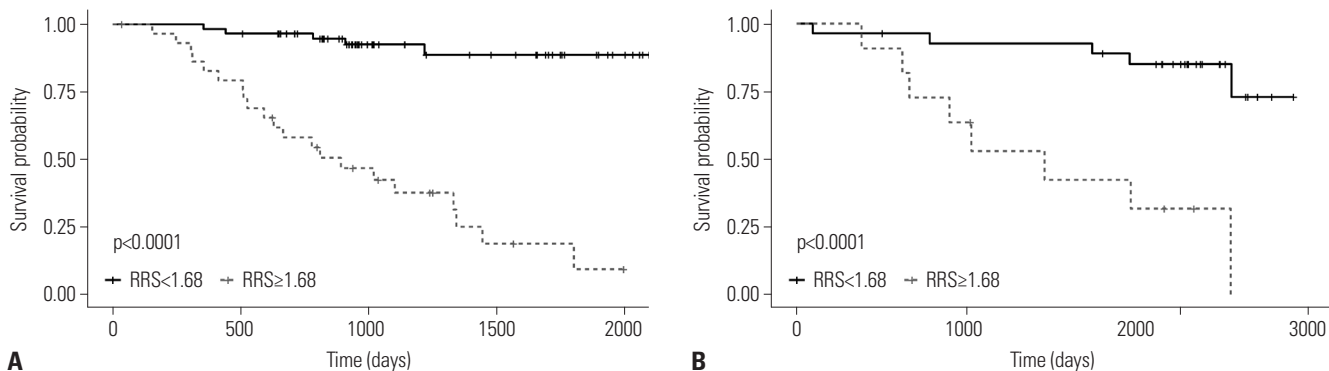 1.00
0.75
0.50
0.25
0.00
Survival probability
p<0.0001
RRS<1.68 RRS≥1.68
0 500 1000 1500 2000
Time (days)
A
1.00
0.75
0.50
0.25
0.00
Survival probability
p<0.0001
RRS<1.68 RRS≥1.68
0 1000 2000 3000
Time (days)
B